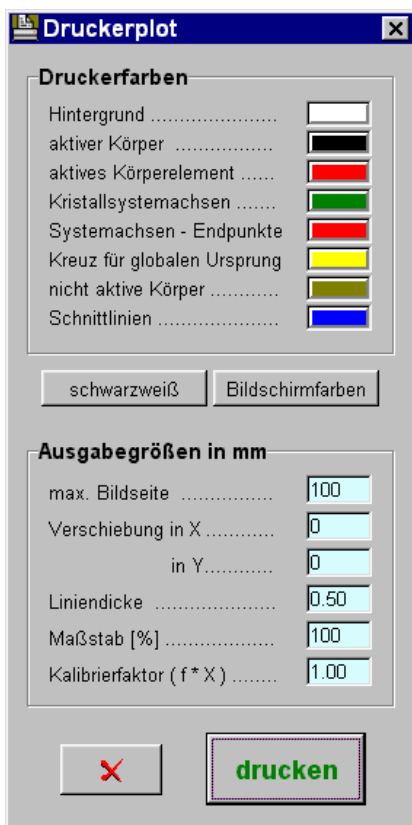 Druckerplot
Druckerfarben
Hintergrund ......................
aktiver Körper .................
aktives Körperelement ......
Kristallsystemachsen .......
Systemachsen - Endpunkte
Kreuz für globalen Ursprung
nicht aktive Körper ............
Schnittlinien .....................
schwarzweiß Bildschirmfarben
Ausgabegrößen in mm
max. Bildseite ................ 100
Verschiebung in X ............ 0
in Y............ 0
Liniendicke ..................... 0.50
Maßstab [%] ................... 100
Kalibrierfaktor ( f * X ) ........ 1.00
drucken